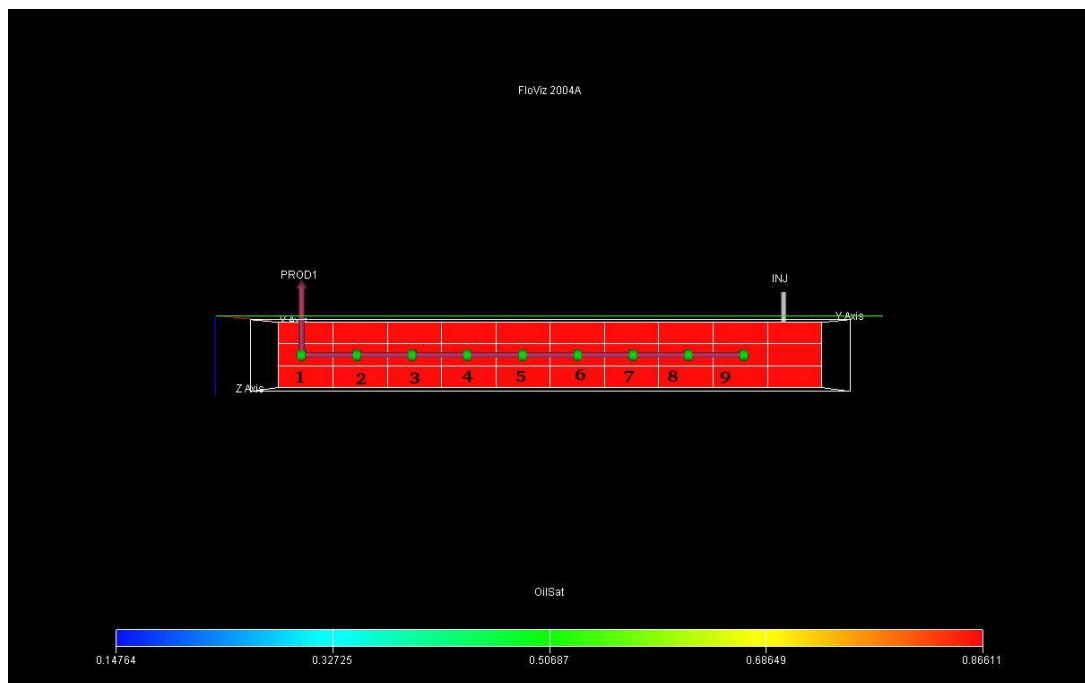 FloViz 2004A
PROD1
INJ
Y Axis
Y Axis
Z Axis
1 2 3 4 5 6 7 8 9
OilSat
0.14764 0.32725 0.50687 0.68649 0.86611